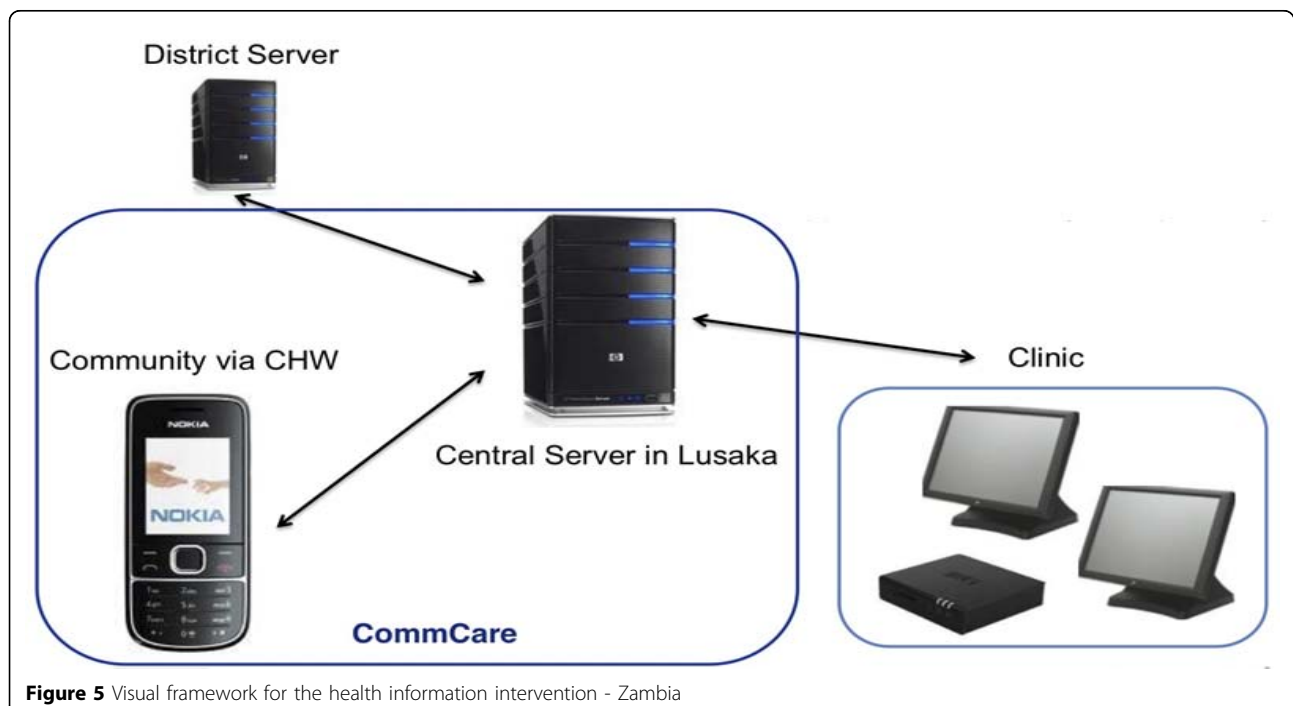 District Server
Community via CHW
NOKIA
NOKIA
Central Server in Lusaka
Clinic
CommCare
Figure 5 Visual framework for the health information intervention - Zambia